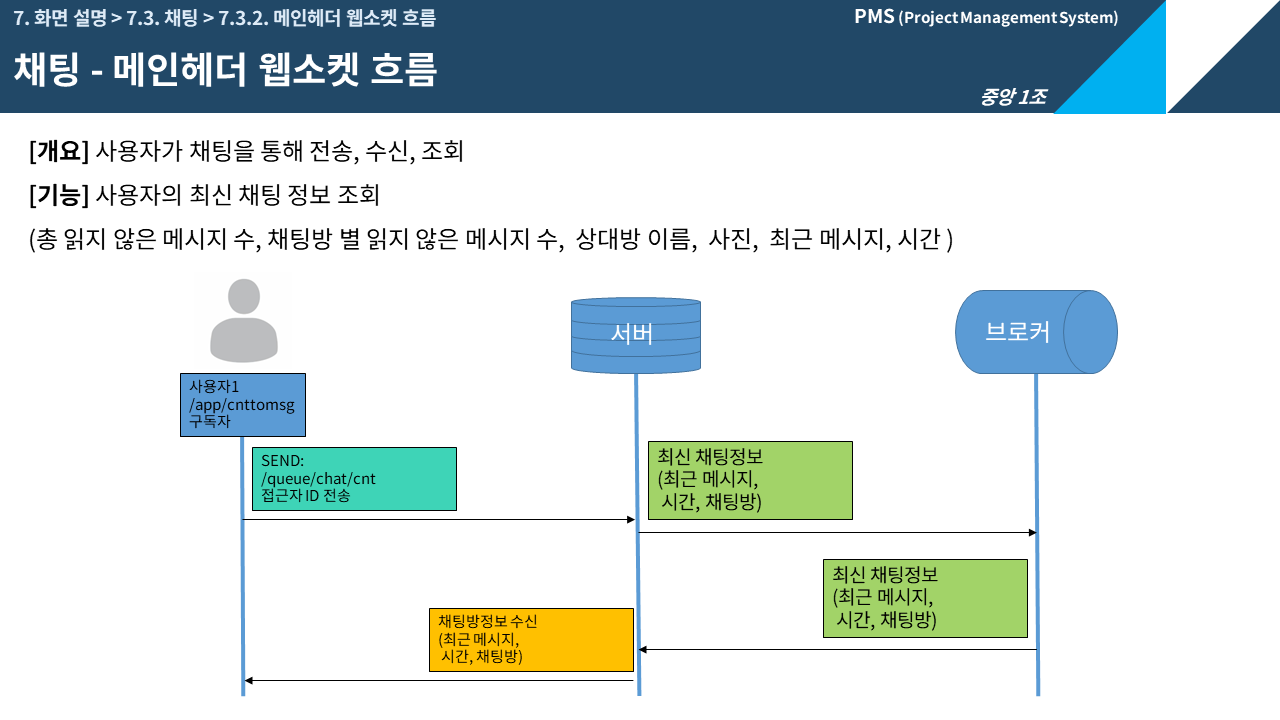 7. 화면 설명 > 7.3. 채팅 > 7.3.2. 메인헤더 웹소켓 흐름
PMS (Project Management System)
채팅 - 메인헤더 웹소켓 흐름
중앙 1조
[개요] 사용자가 채팅을 통해 전송, 수신, 조회
[기능] 사용자의 최신 채팅 정보 조회
(총 읽지 않은 메시지 수, 채팅방 별 읽지 않은 메시지 수, 상대방 이름, 사진, 최근 메시지, 시간 )
서버
브로커
사용자1
/app/cnttomsg
구독자
SEND:
/queue/chat/cnt
접근자 ID 전송
최신 채팅정보
(최근 메시지,
시간, 채팅방)
최신 채팅정보
(최근 메시지,
시간, 채팅방)
채팅방정보 수신
(최근 메시지,
시간, 채팅방)